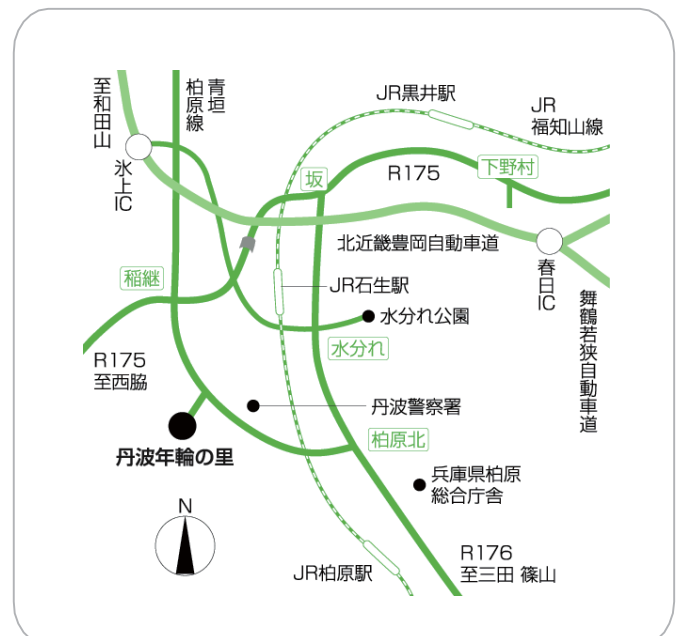 至和田山
青垣
柏原線
JR黒井駅
JR
福知山線
氷上
IC
坂
R175
下野村
北近畿豊岡自動車道
春日
IC
稲継
JR石生駅
水分れ公園
舞鶴若狭自動車道
水分れ
R175
至西脇
丹波警察署
丹波年輪の里
柏原北
兵庫県柏原
総合庁舎
N
JR柏原駅
R176
至三田 篠山